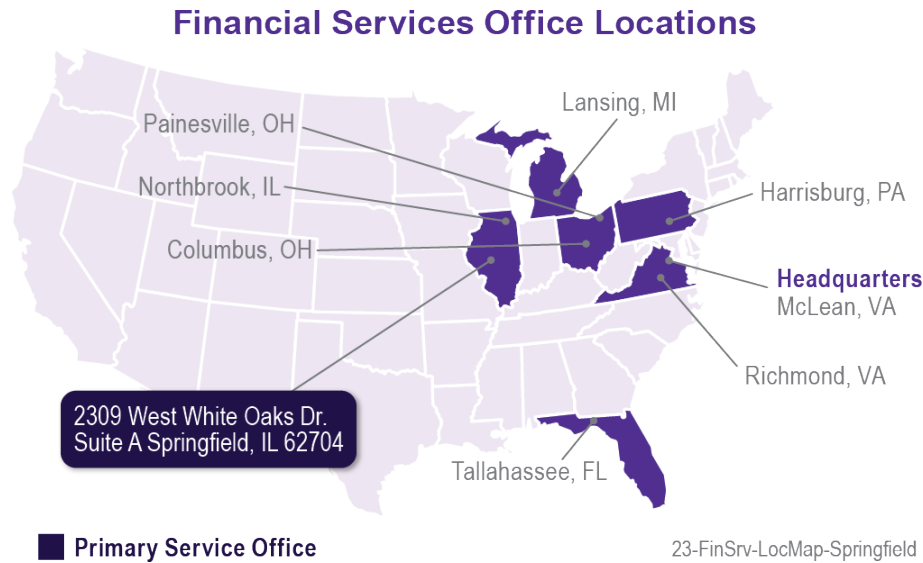 Financial Services Office Locations
Lansing, MI
Painesville, OH
Northbrook, IL
Harrisburg, PA
Columbus, OH
Headquarters
McLean, VA
Richmond, VA
2309 West White Oaks Dr.
Suite A Springfield, IL 62704
Tallahassee, FL
Primary Service Office
23-FinSrv-LocMap-Springfield